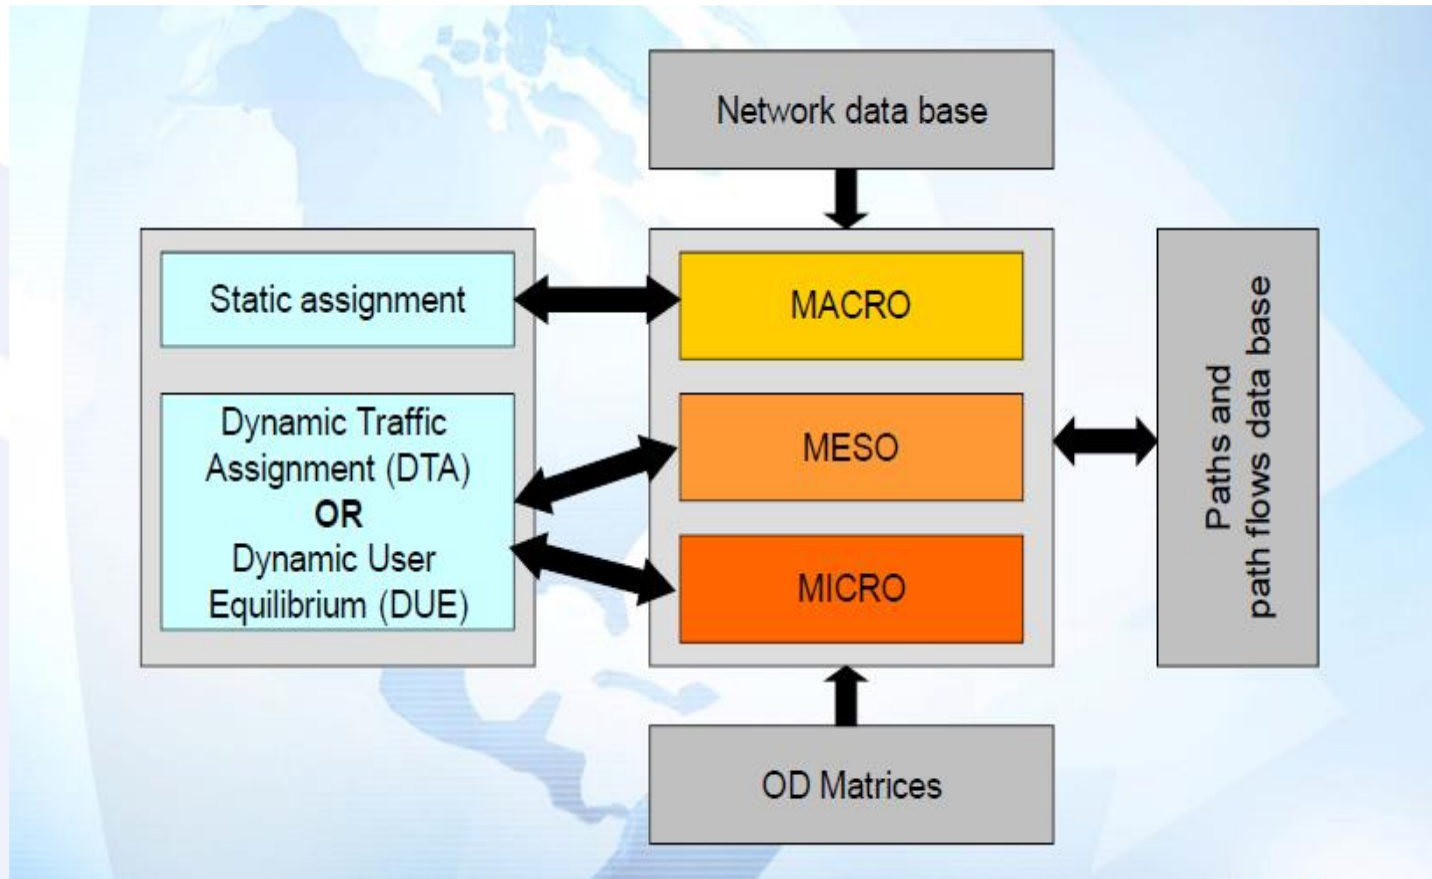 Network data base
Static assignment
MACRO
Dynamic Traffic
Assignment (DTA)
OR
Dynamic User
Equilibrium (DUE)
MESO
MICRO
Paths and
path flows data base
OD Matrices